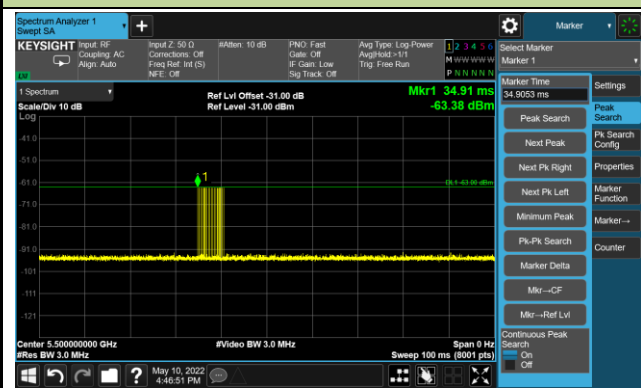 Spectrum Analyzer 1
Swept SA
Marker
KEYSIGHT
Input: RF
Coupling: AC
Align: Auto
Input Z: 50 Ω
Corrections: Off
Freq Ref: Int (S)
NFE: Off
#Atten: 10 dB
PNO: Fast
Gate: Off
IF Gain: Low
Sig Track: Off
Avg Type: Log-Power
Avg|Hold:>1/1
Trig: Free Run
1 2 3 4 5 6
M W W W W W
P N N N N N
LVI
Select Marker
Marker 1
1 Spectrum
Scale/Div 10 dB
Log
Ref Lvl Offset -31.00 dB
Ref Level -31.00 dBm
Mkr1 34.91 ms
-63.38 dBm
-41.0
-51.0
-61.0
-71.0
-81.0
-91.0
-101
-111
-121
1
DL1 -63.00 dBm
Center 5.500000000 GHz
#Res BW 3.0 MHz
#Video BW 3.0 MHz
Span 0 Hz
Sweep 100 ms (8001 pts)
Marker Time
34.9053 ms
Peak Search
Next Peak
Next Pk Right
Next Pk Left
Minimum Peak
Pk-Pk Search
Marker Delta
Mkr→CF
Mkr→Ref Lvl
Continuous Peak
Search
On
Off
Settings
Peak
Search
Pk Search
Config
Properties
Marker
Function
Marker→
Counter
?
May 10, 2022
4:46:51 PM